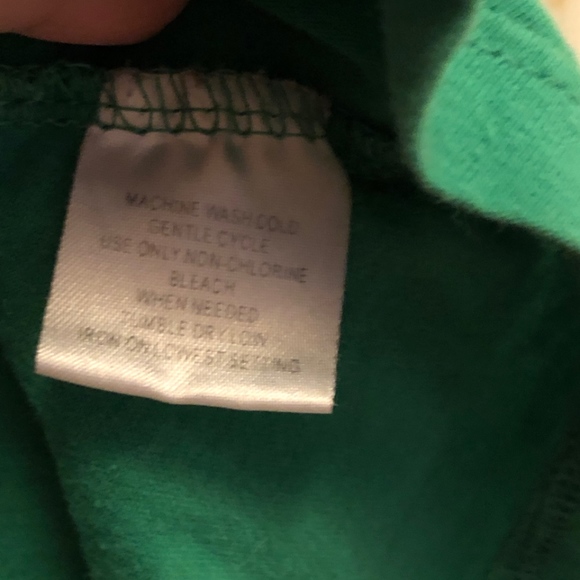 MACHINE WASH COLD
GENTLE CYCLE
USE ONLY NON-CHLORINE
BLEACH
WHEN NEEDED
TUMBLE DRY LOW
IRON ON LOWEST SETTING